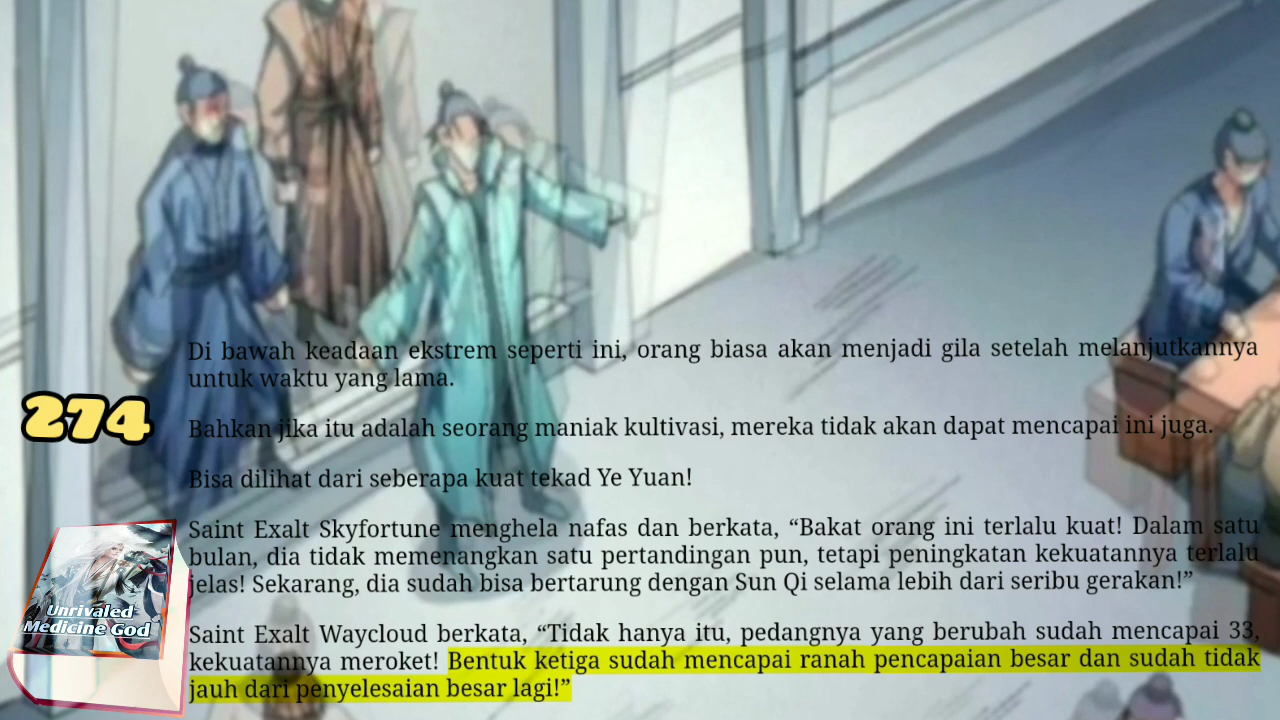 Di bawah keadaan ekstrem seperti ini, orang biasa akan menjadi gila setelah melanjutkannya
untuk waktu yang lama.
Bahkan jika itu adalah seorang maniak kultivasi, mereka tidak akan dapat mencapai ini juga.
Bisa dilihat dari seberapa kuat tekad Ye Yuan!
Saint Exalt Skyfortune menghela nafas dan berkata, “Bakat orang ini terlalu kuat! Dalam satu
bulan, dia tidak memenangkan satu pertandingan pun, tetapi peningkatan kekuatannya terlalu
jelas! Sekarang, dia sudah bisa bertarung dengan Sun Qi selama lebih dari seribu gerakan!”
Saint Exalt Waycloud berkata, “Tidak hanya itu, pedangnya yang berubah sudah mencapai 33,
kekuatannya meroket! Bentuk ketiga sudah mencapai ranah pencapaian besar dan sudah tidak
jauh dari penyelesaian besar lagi!”
274
Unrivaled
Medicine God